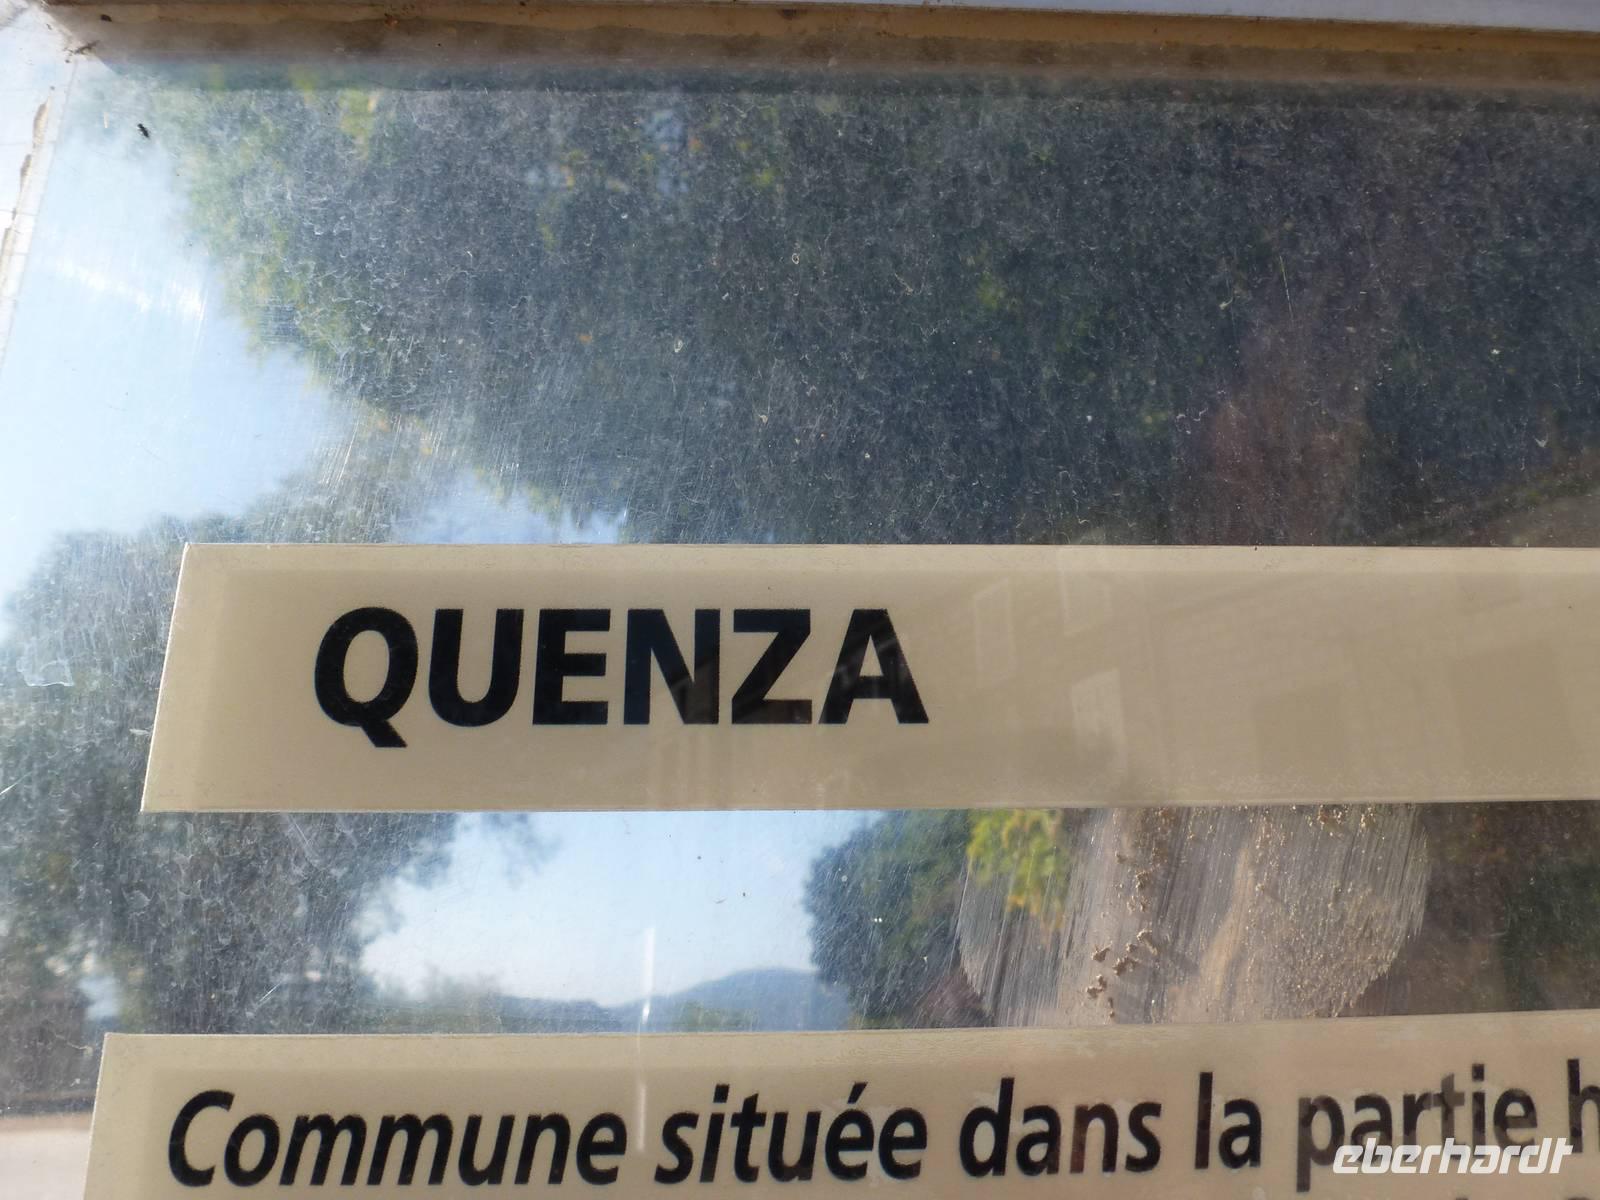 QUENZA
Commune située dans la partie h
eberhardt